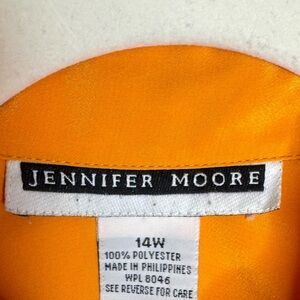 JENNIFER MOORE
14W
100% POLYESTER
MADE IN PHILIPPINES
WPL 8046
SEE REVERSE FOR CARE